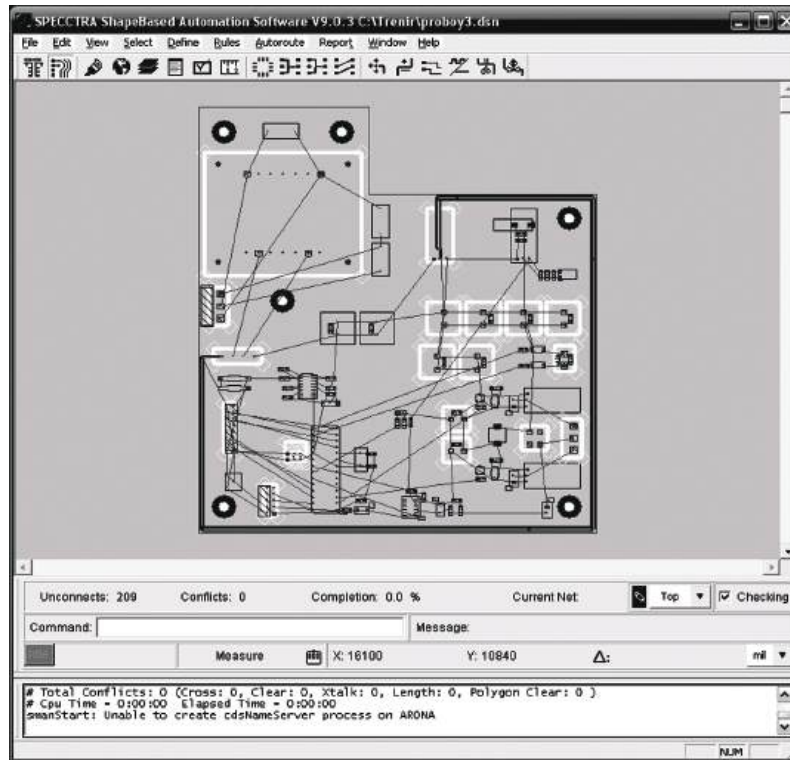 SPECCTRA ShapeBased Automation Software V9.0.3 C:\Trenir/proboy3.dsn
File Edit View Select Define Rules Autoroute Report Window Help
Unconnects: 209 Conflicts: 0 Completion: 0.0 % Current Net: Top Checking
Command: Message:
Measure X: 16100 Y: 10840 Δ: mil
# Total Conflicts: 0 (Cross: 0, Clear: 0, Xtalk: 0, Length: 0, Polygon Clear: 0 )
# Cpu Time = 0:00:00 Elapsed Time = 0:00:00
swanStart: Unable to create cdsNameServer process on ARONA
NUM